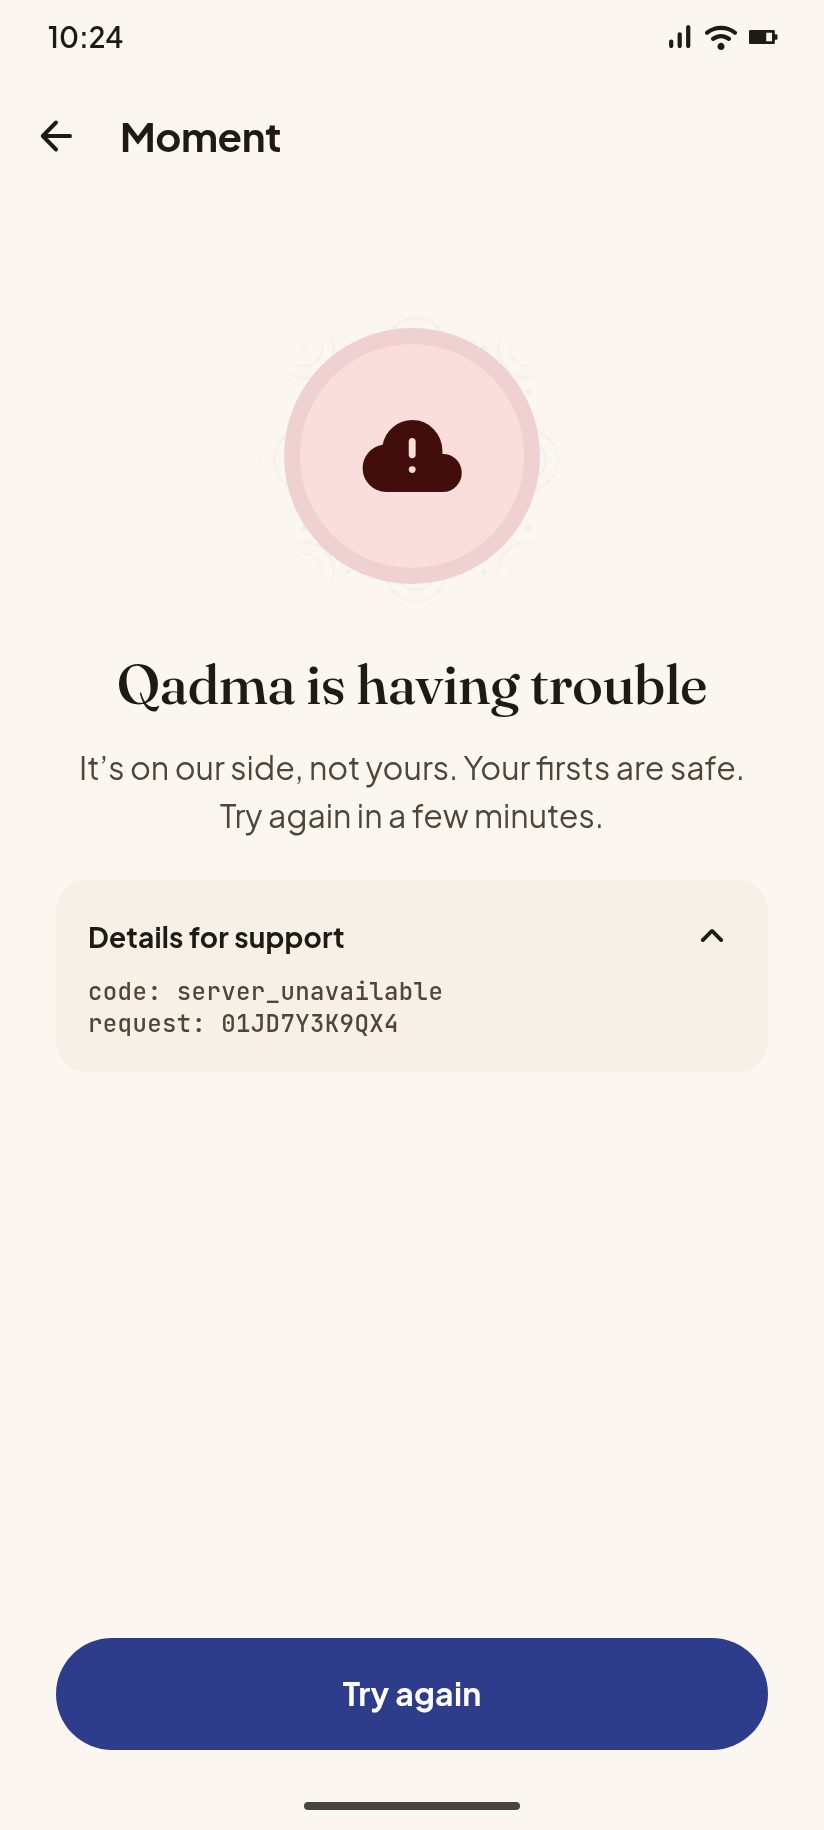 10:24
Moment
Qadma is having trouble
It’s on our side, not yours. Your firsts are safe.
Try again in a few minutes.
Details for support
code: server_unavailable
request: 01JD7Y3K9QX4
Try again